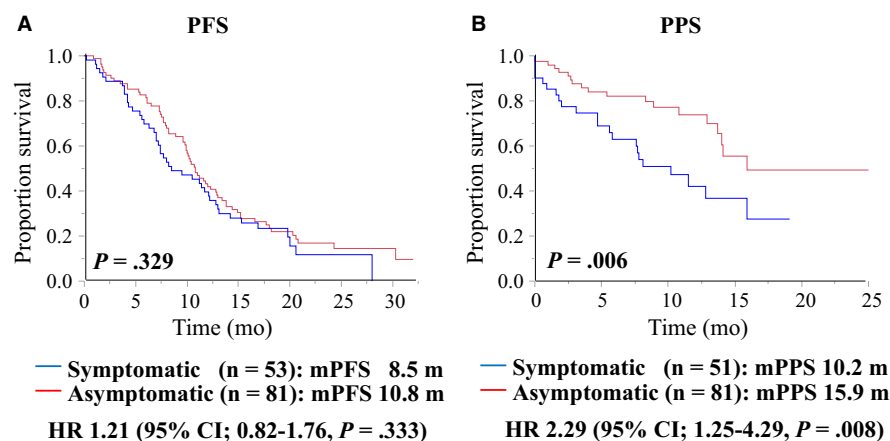 A PFS
Proportion survival
1.0
0.8
0.6
0.4
0.2
0.0
P = .329
0 5 10 15 20 25 30
Time (mo)
Symptomatic (n = 53): mPFS 8.5 m
Asymptomatic (n = 81): mPFS 10.8 m
HR 1.21 (95% CI; 0.82-1.76, P = .333)
B PPS
Proportion survival
1.0
0.8
0.6
0.4
0.2
0.0
P = .006
0 5 10 15 20 25
Time (mo)
Symptomatic (n = 51): mPPS 10.2 m
Asymptomatic (n = 81): mPPS 15.9 m
HR 2.29 (95% CI; 1.25-4.29, P = .008)